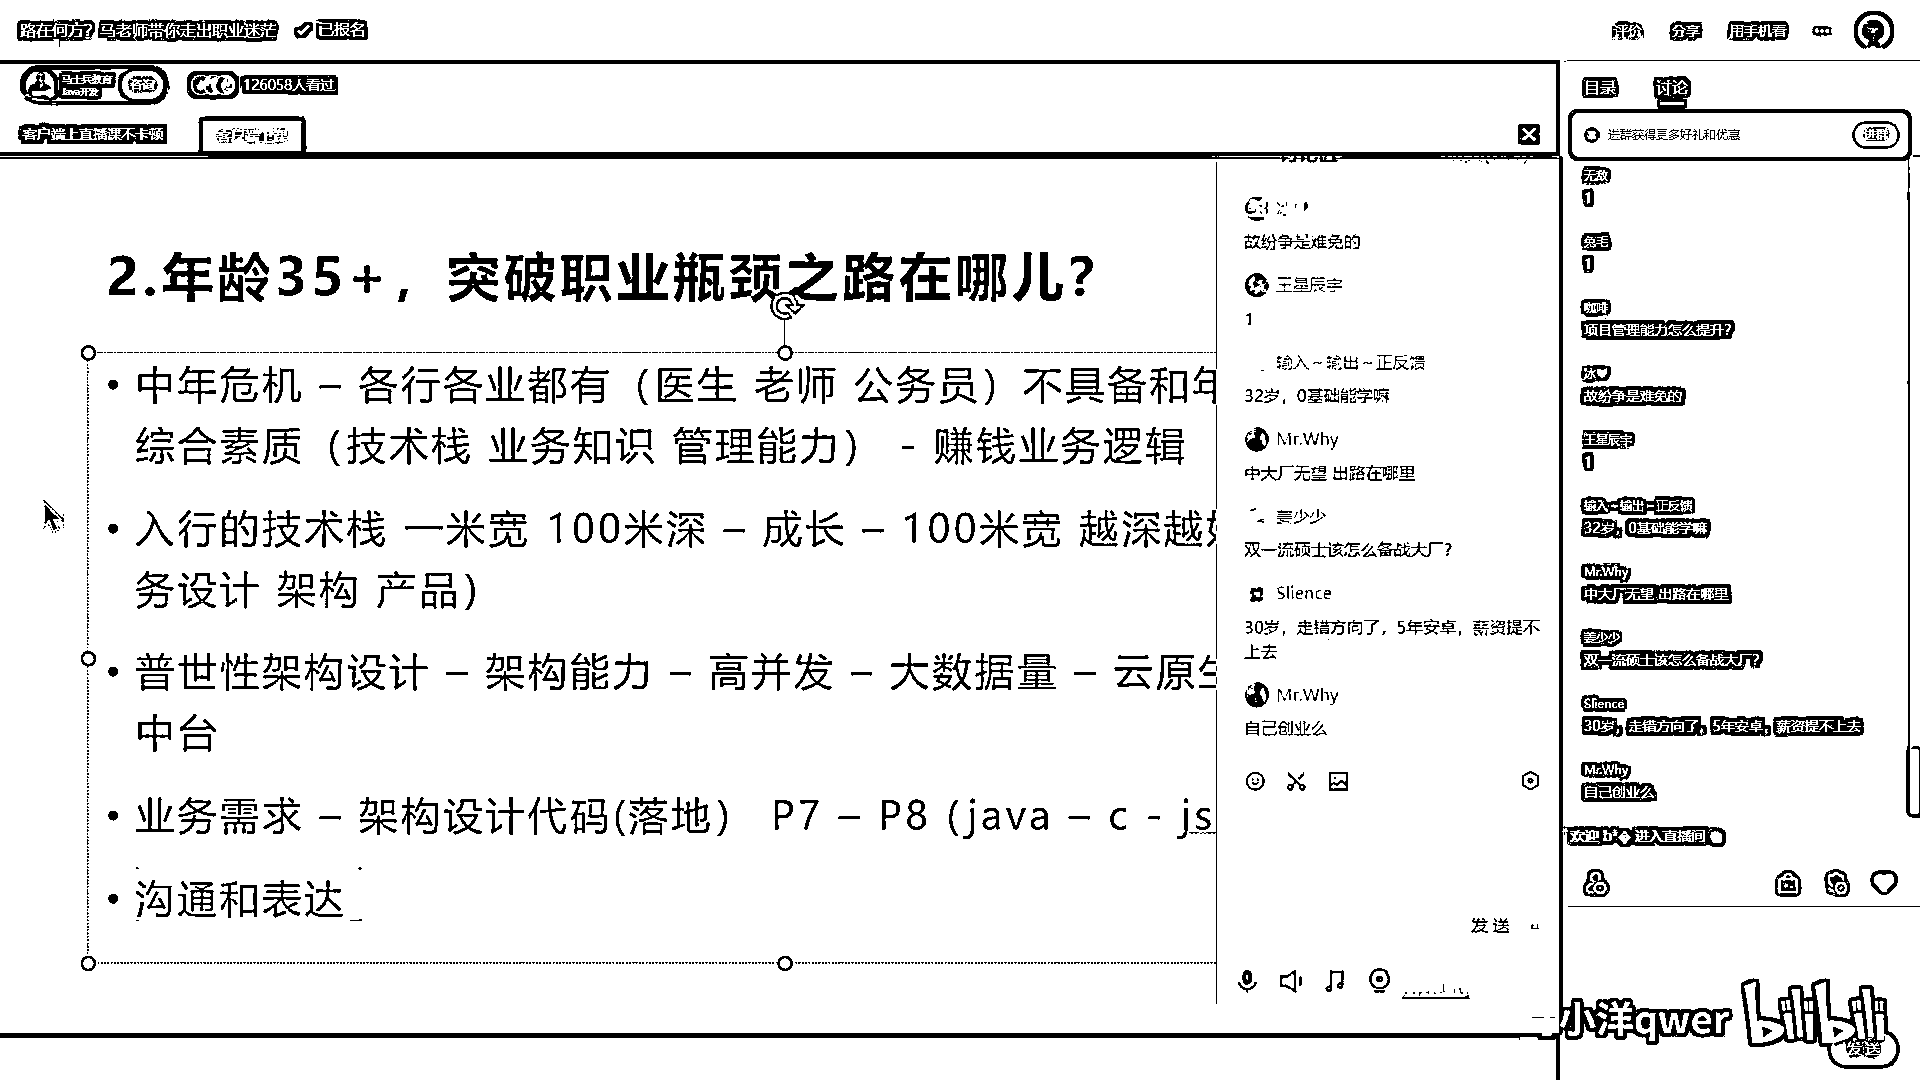 路在何方？马老师带你走出职业迷茫 已报名
评价 分享 用手机看
马士兵教育
Java开发
咨询
126058人看过
客户端上直播课不卡顿
目录 讨论
进群获得更多好礼和优惠 进群
2.年龄35+，突破职业瓶颈之路在哪儿？
• 中年危机 – 各行各业都有（医生 老师 公务员）不具备和年
综合素质（技术栈 业务知识 管理能力） - 赚钱业务逻辑
• 入行的技术栈 一米宽 100米深 – 成长 – 100米宽 越深越好
务设计 架构 产品)
• 普世性架构设计 – 架构能力 – 高并发 – 大数据量 – 云原生
中台
• 业务需求 – 架构设计代码(落地） P7 – P8 (java – c - js
• 沟通和表达
故纷争是难免的
王星辰宇
1
输入~输出~正反馈
32岁，0基础能学嘛
Mr.Why
中大厂无望 出路在哪里
姜少少
双一流硕士该怎么备战大厂?
Slience
30岁，走错方向了，5年安卓，薪资提不
上去
Mr.Why
自己创业么
发送
无敌
1
兔毛
1
咖啡
项目管理能力怎么提升?
故纷争是难免的
王星辰宇
1
输入~输出~正反馈
32岁，0基础能学嘛
Mr.Why
中大厂无望 出路在哪里
姜少少
双一流硕士该怎么备战大厂?
Slience
30岁，走错方向了，5年安卓，薪资提不上去
Mr.Why
自己创业么
欢迎 b* 进入直播间
小洋qwer bilibili
发送